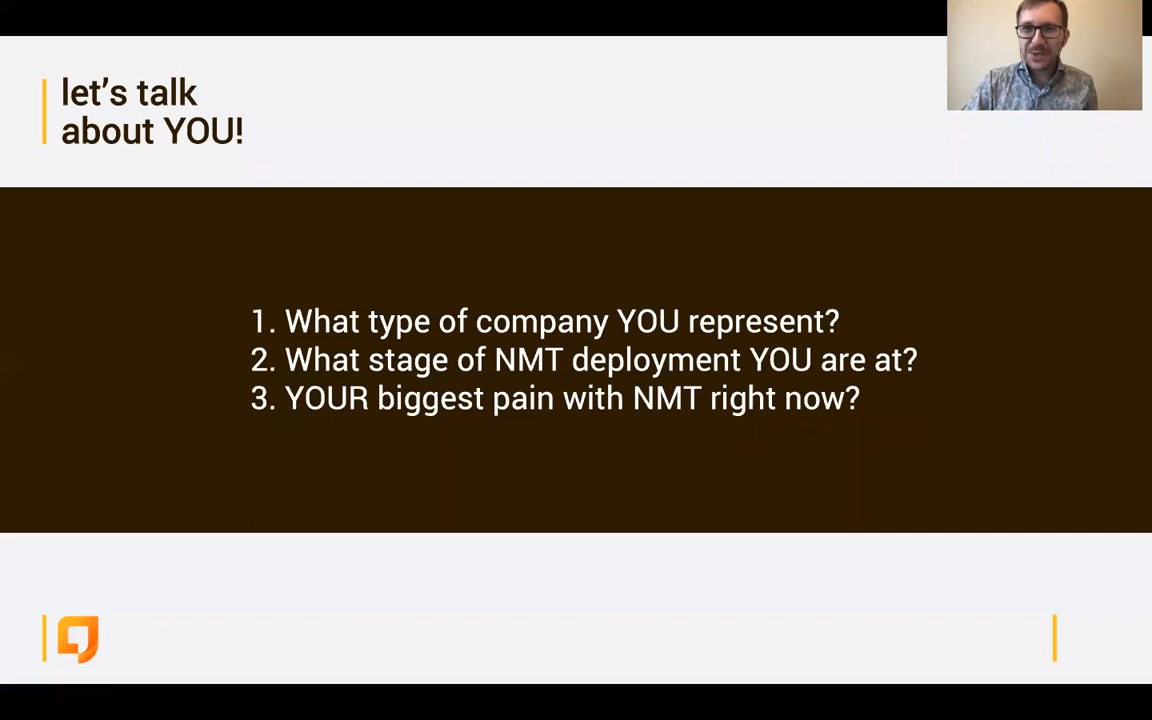 let's talk
about YOU!
1. What type of company YOU represent?
2. What stage of NMT deployment YOU are at?
3. YOUR biggest pain with NMT right now?